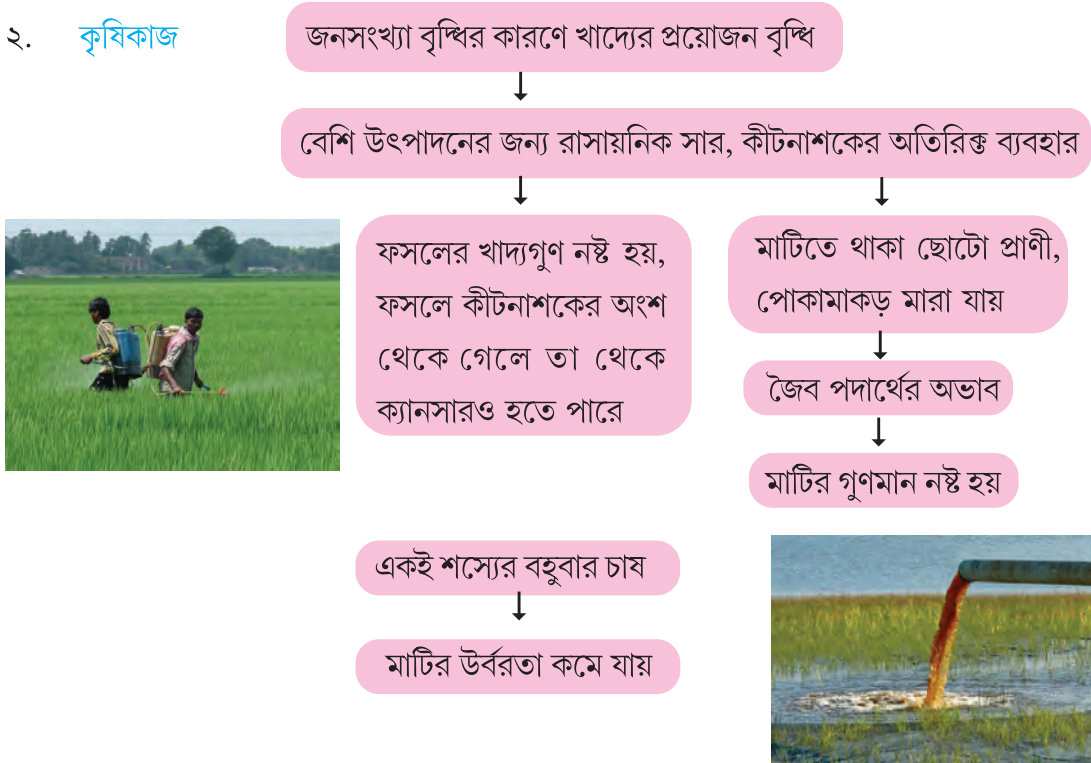 ২. কৃষিকাজ
জনসংখ্যা বৃদ্ধির কারণে খাদ্যের প্রয়োজন বৃদ্ধি
বেশি উৎপাদনের জন্য রাসায়নিক সার, কীটনাশকের অতিরিক্ত ব্যবহার
ফসলের খাদ্যগুণ নষ্ট হয়,
ফসলে কীটনাশকের অংশ
থেকে গেলে তা থেকে
ক্যানসারও হতে পারে
মাটিতে থাকা ছোটো প্রাণী,
পোকামাকড় মারা যায়
জৈব পদার্থের অভাব
মাটির গুণমান নষ্ট হয়
একই শস্যের বহুবার চাষ
মাটির উর্বরতা কমে যায়